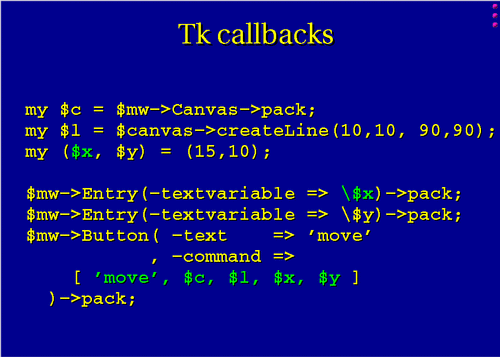 Tk callbacks
my $c = $mw->Canvas->pack;
my $l = $canvas->createLine(10,10, 90,90);
my ($x, $y) = (15,10);
$mw->Entry(-textvariable => \$x)->pack;
$mw->Entry(-textvariable => \$y)->pack;
$mw->Button( -text    => ’move’
, -command =>
[ ’move’, $c, $l, $x, $y ]
)->pack;